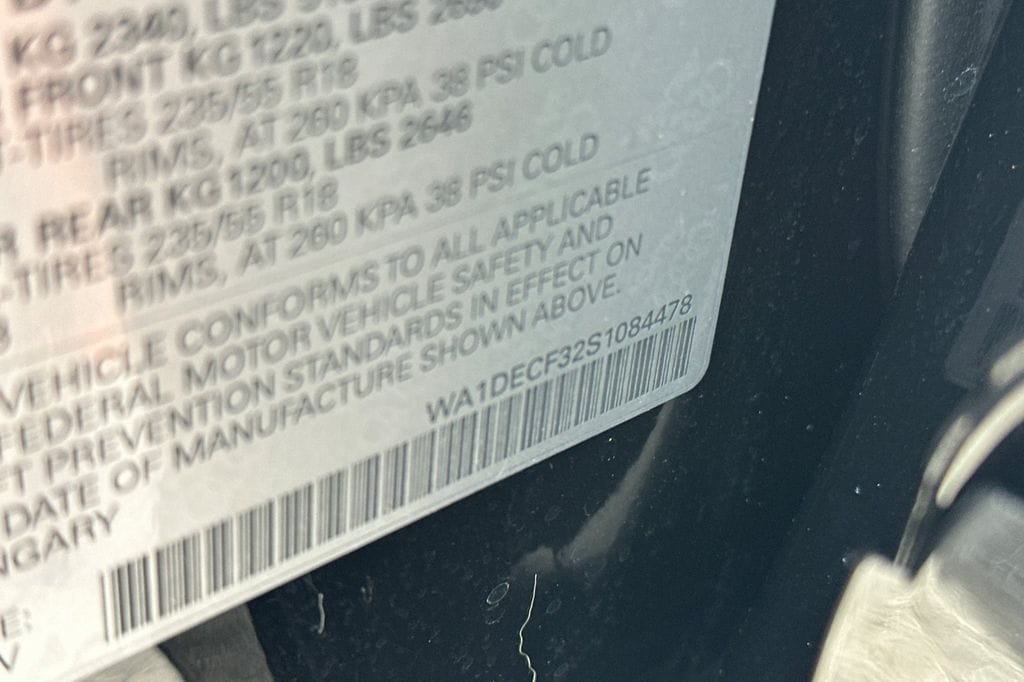 KG 2340, LBS
FRONT KG 1220, LBS 2690
-TIRES 235/55 R18
RIMS, AT 260 KPA 38 PSI COLD
R REAR KG 1200, LBS 2646
-TIRES 235/55 R18
RIMS, AT 260 KPA 38 PSI COLD
VEHICLE CONFORMS TO ALL APPLICABLE
FEDERAL MOTOR VEHICLE SAFETY AND
FT PREVENTION STANDARDS IN EFFECT ON
DATE OF MANUFACTURE SHOWN ABOVE.
WA1DECF32S1084478
NGARY
E:
V